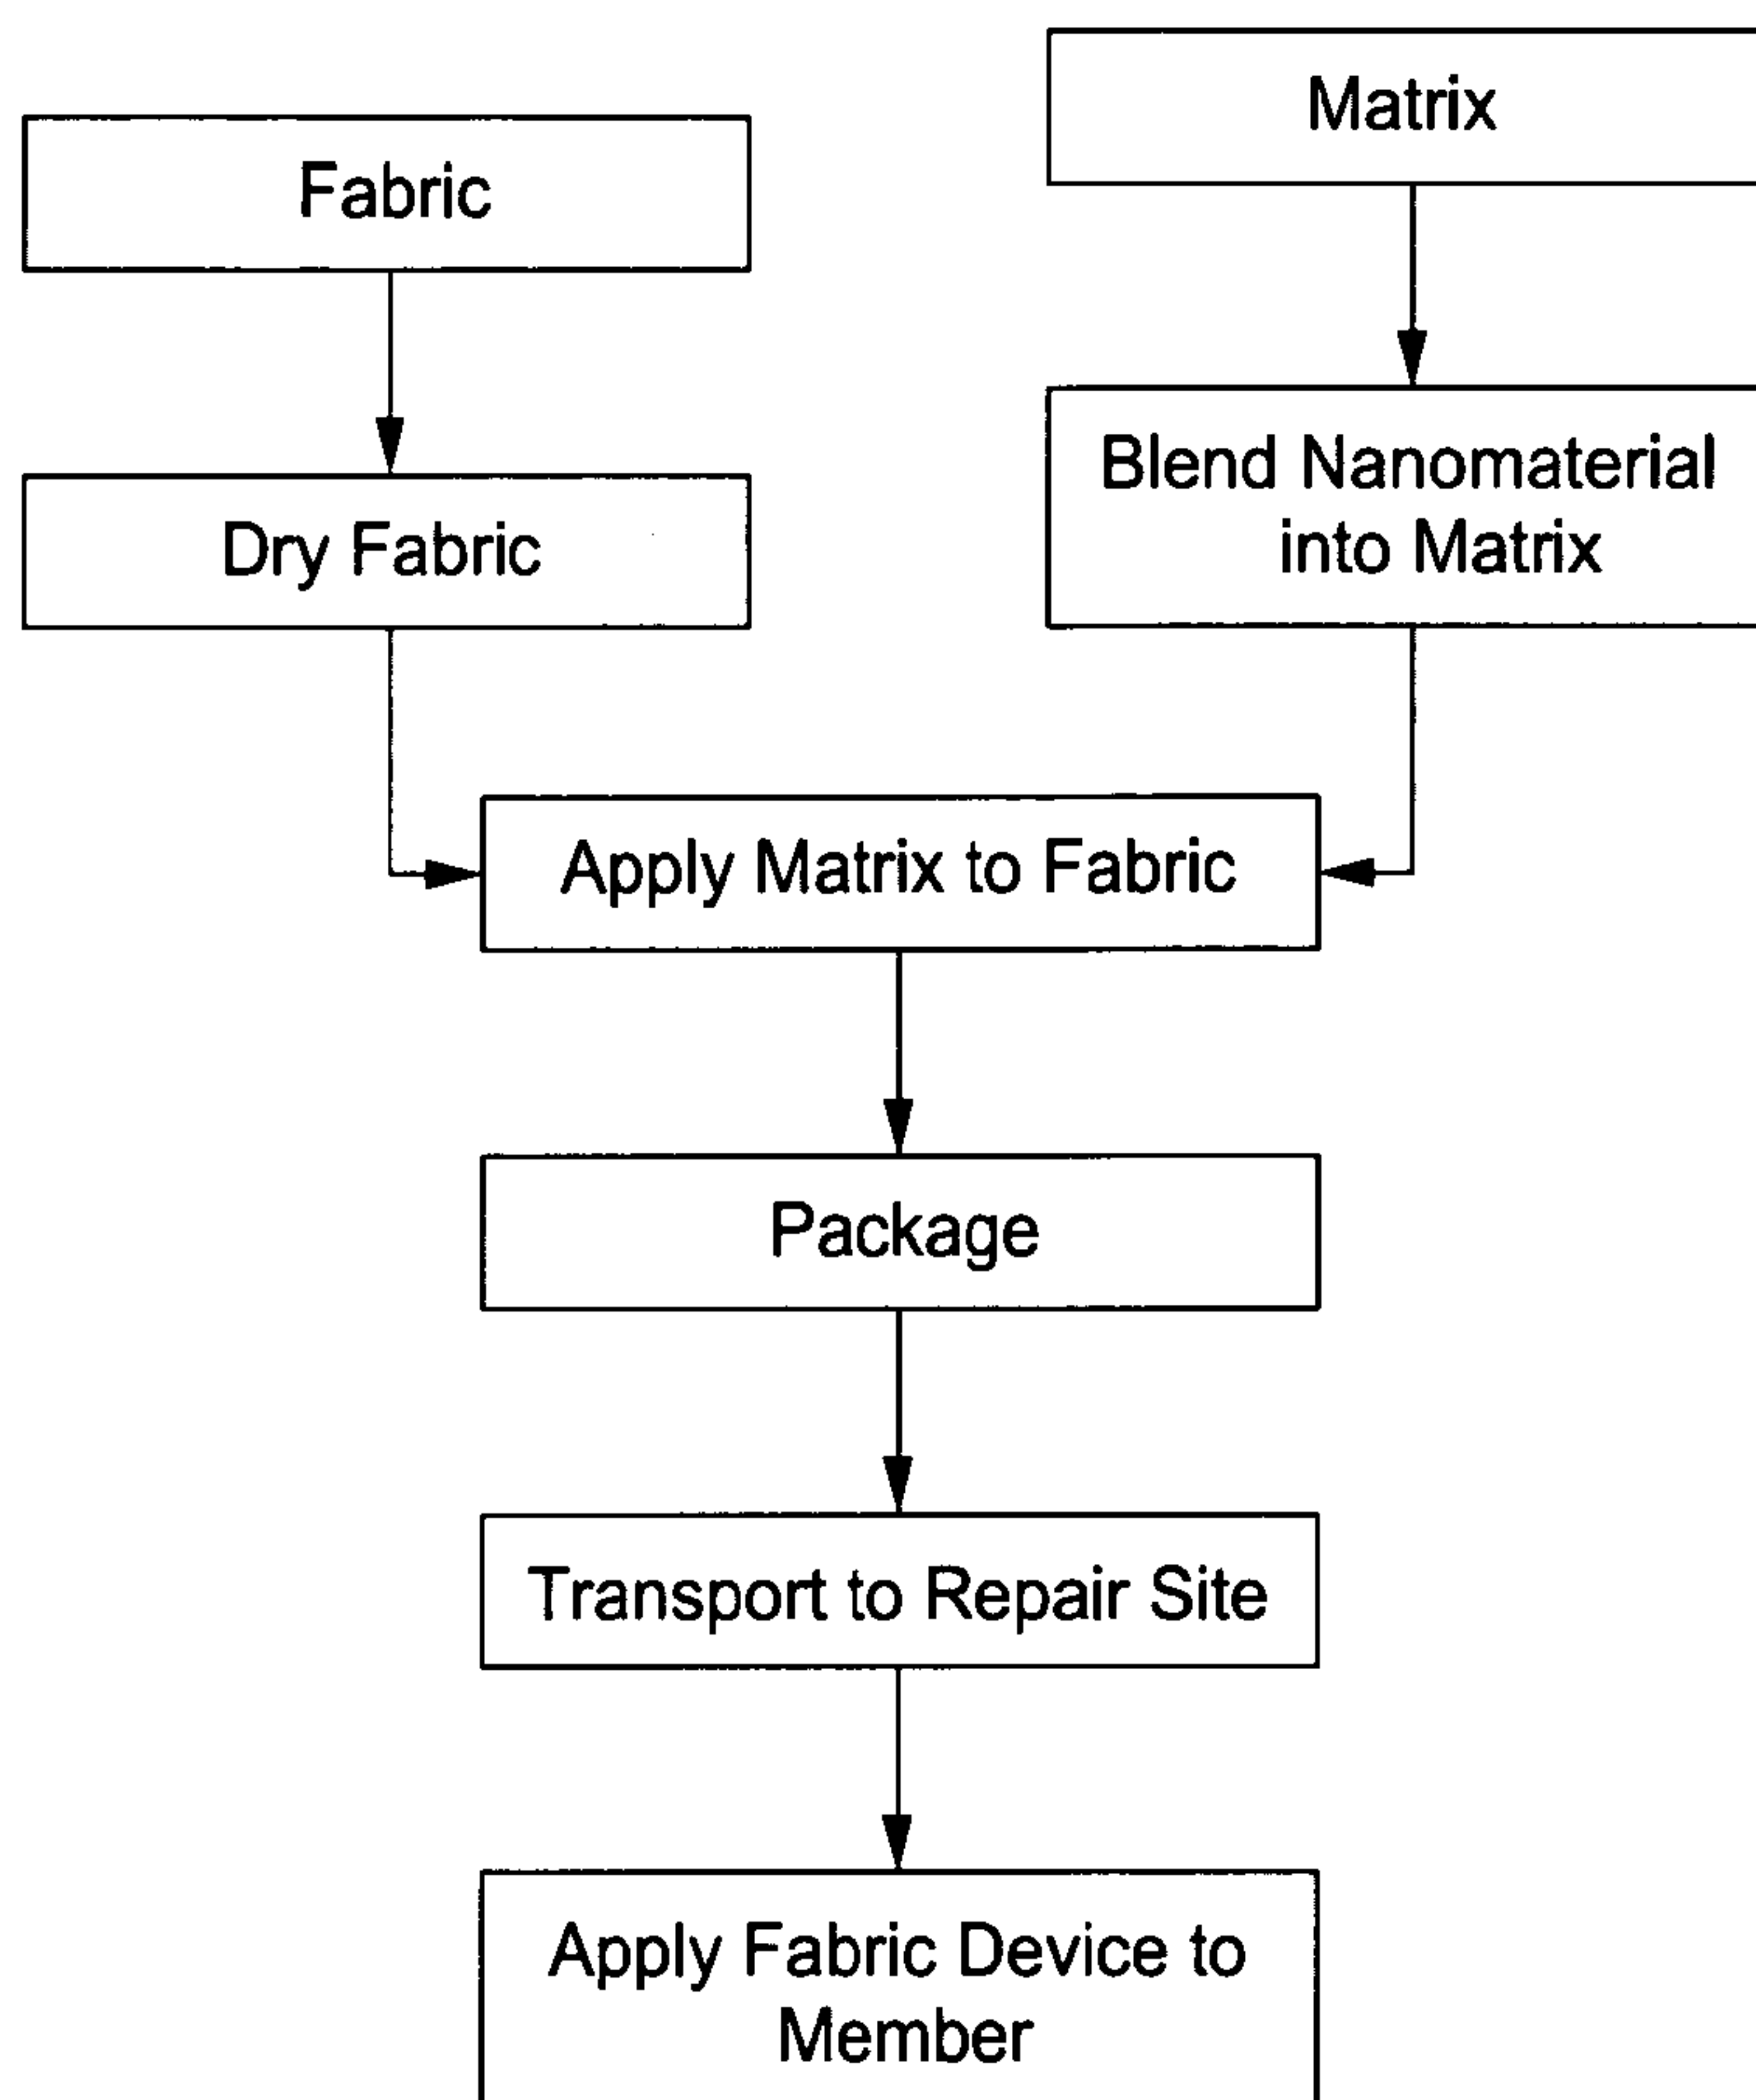 Matrix
Fabric
Blend Nanomaterial
into Matrix
Dry Fabric
Apply Matrix to Fabric
Package
Transport to Repair Site
Apply Fabric Device to
Member